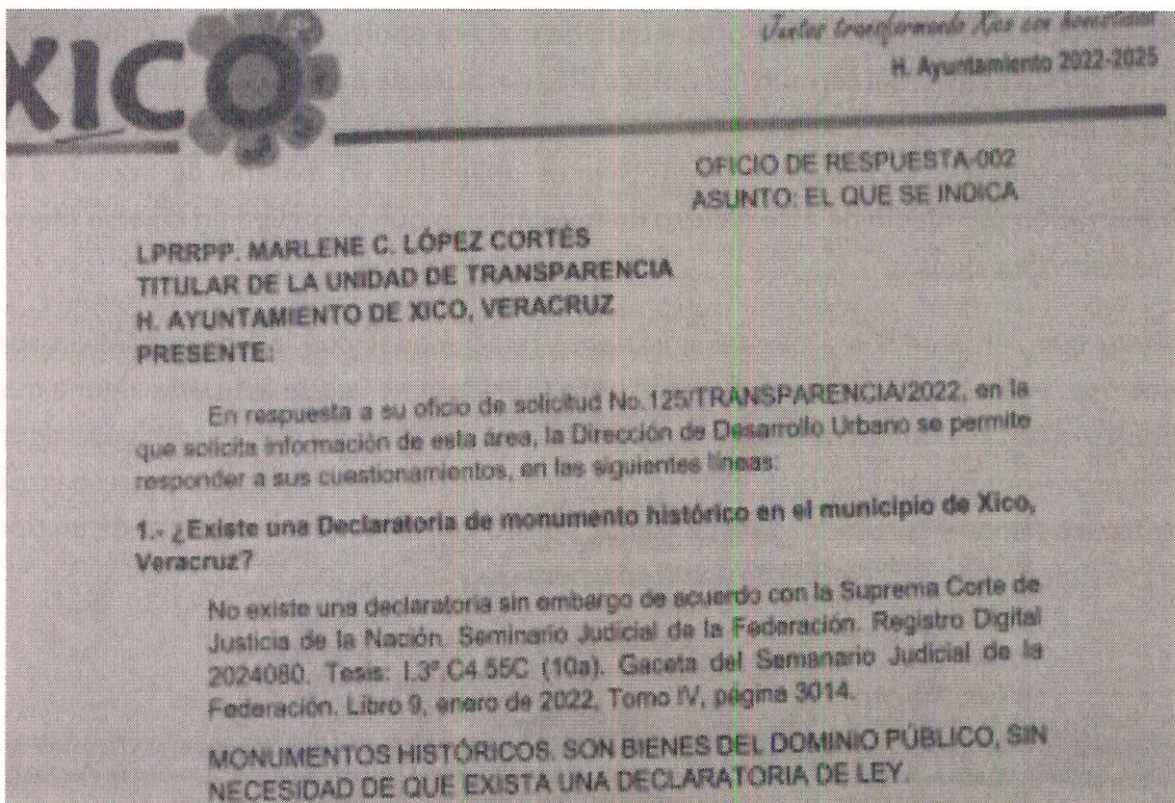 XICO
Juntos transformando Xico con honestidad
H. Ayuntamiento 2022-2025
OFICIO DE RESPUESTA-002
ASUNTO: EL QUE SE INDICA
LPRRPP. MARLENE C. LÓPEZ CORTÉS
TITULAR DE LA UNIDAD DE TRANSPARENCIA
H. AYUNTAMIENTO DE XICO, VERACRUZ
PRESENTE:
En respuesta a su oficio de solicitud No.125/TRANSPARENCIA/2022, en la
que solicita información de esta área, la Dirección de Desarrollo Urbano se permite
responder a sus cuestionamientos, en las siguientes líneas:
1.- ¿Existe una Declaratoria de monumento histórico en el municipio de Xico,
Veracruz?
No existe una declaratoria sin embargo de acuerdo con la Suprema Corte de
Justicia de la Nación. Seminario Judicial de la Federación. Registro Digital
2024080. Tesis: I.3º.C4.55C (10a). Gaceta del Semanario Judicial de la
Federación. Libro 9, enero de 2022, Tomo IV, página 3014.
MONUMENTOS HISTÓRICOS. SON BIENES DEL DOMINIO PÚBLICO, SIN
NECESIDAD DE QUE EXISTA UNA DECLARATORIA DE LEY.